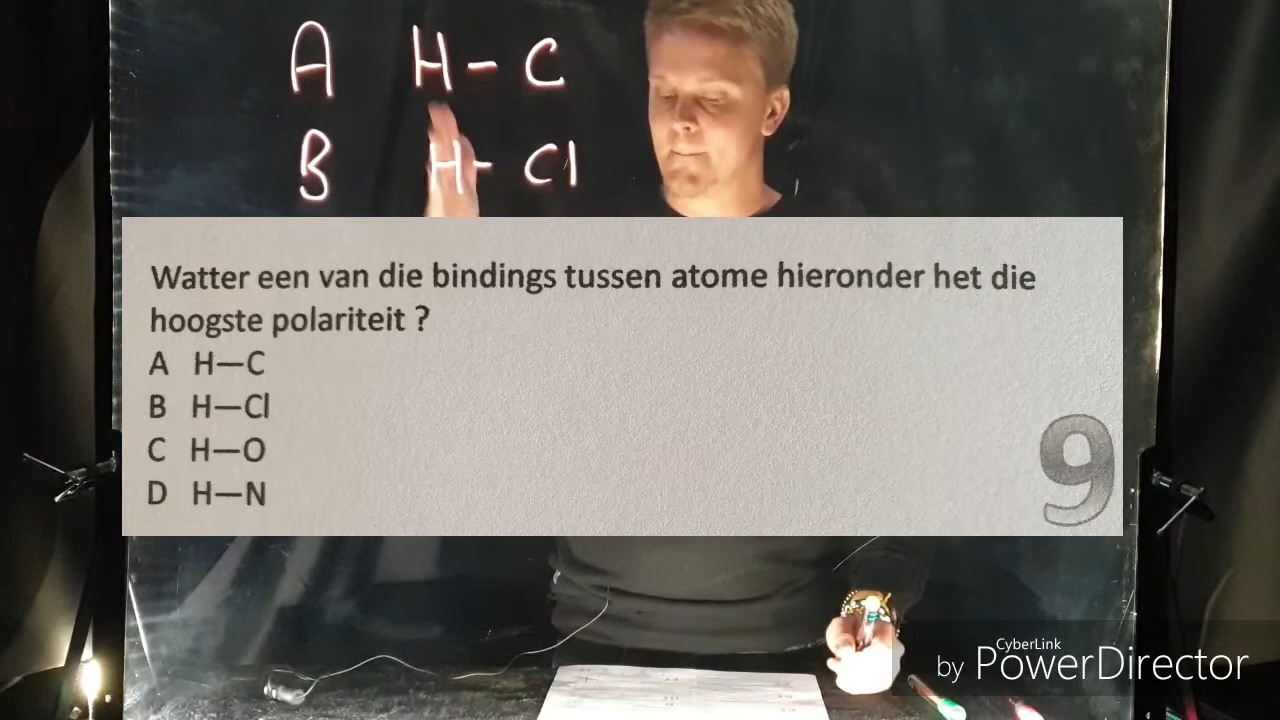 A H-C
B H-Cl
Watter een van die bindings tussen atome hieronder het die
hoogste polariteit ?
A H—C
B H—Cl
C H—O
D H—N
9
CyberLink
by PowerDirector